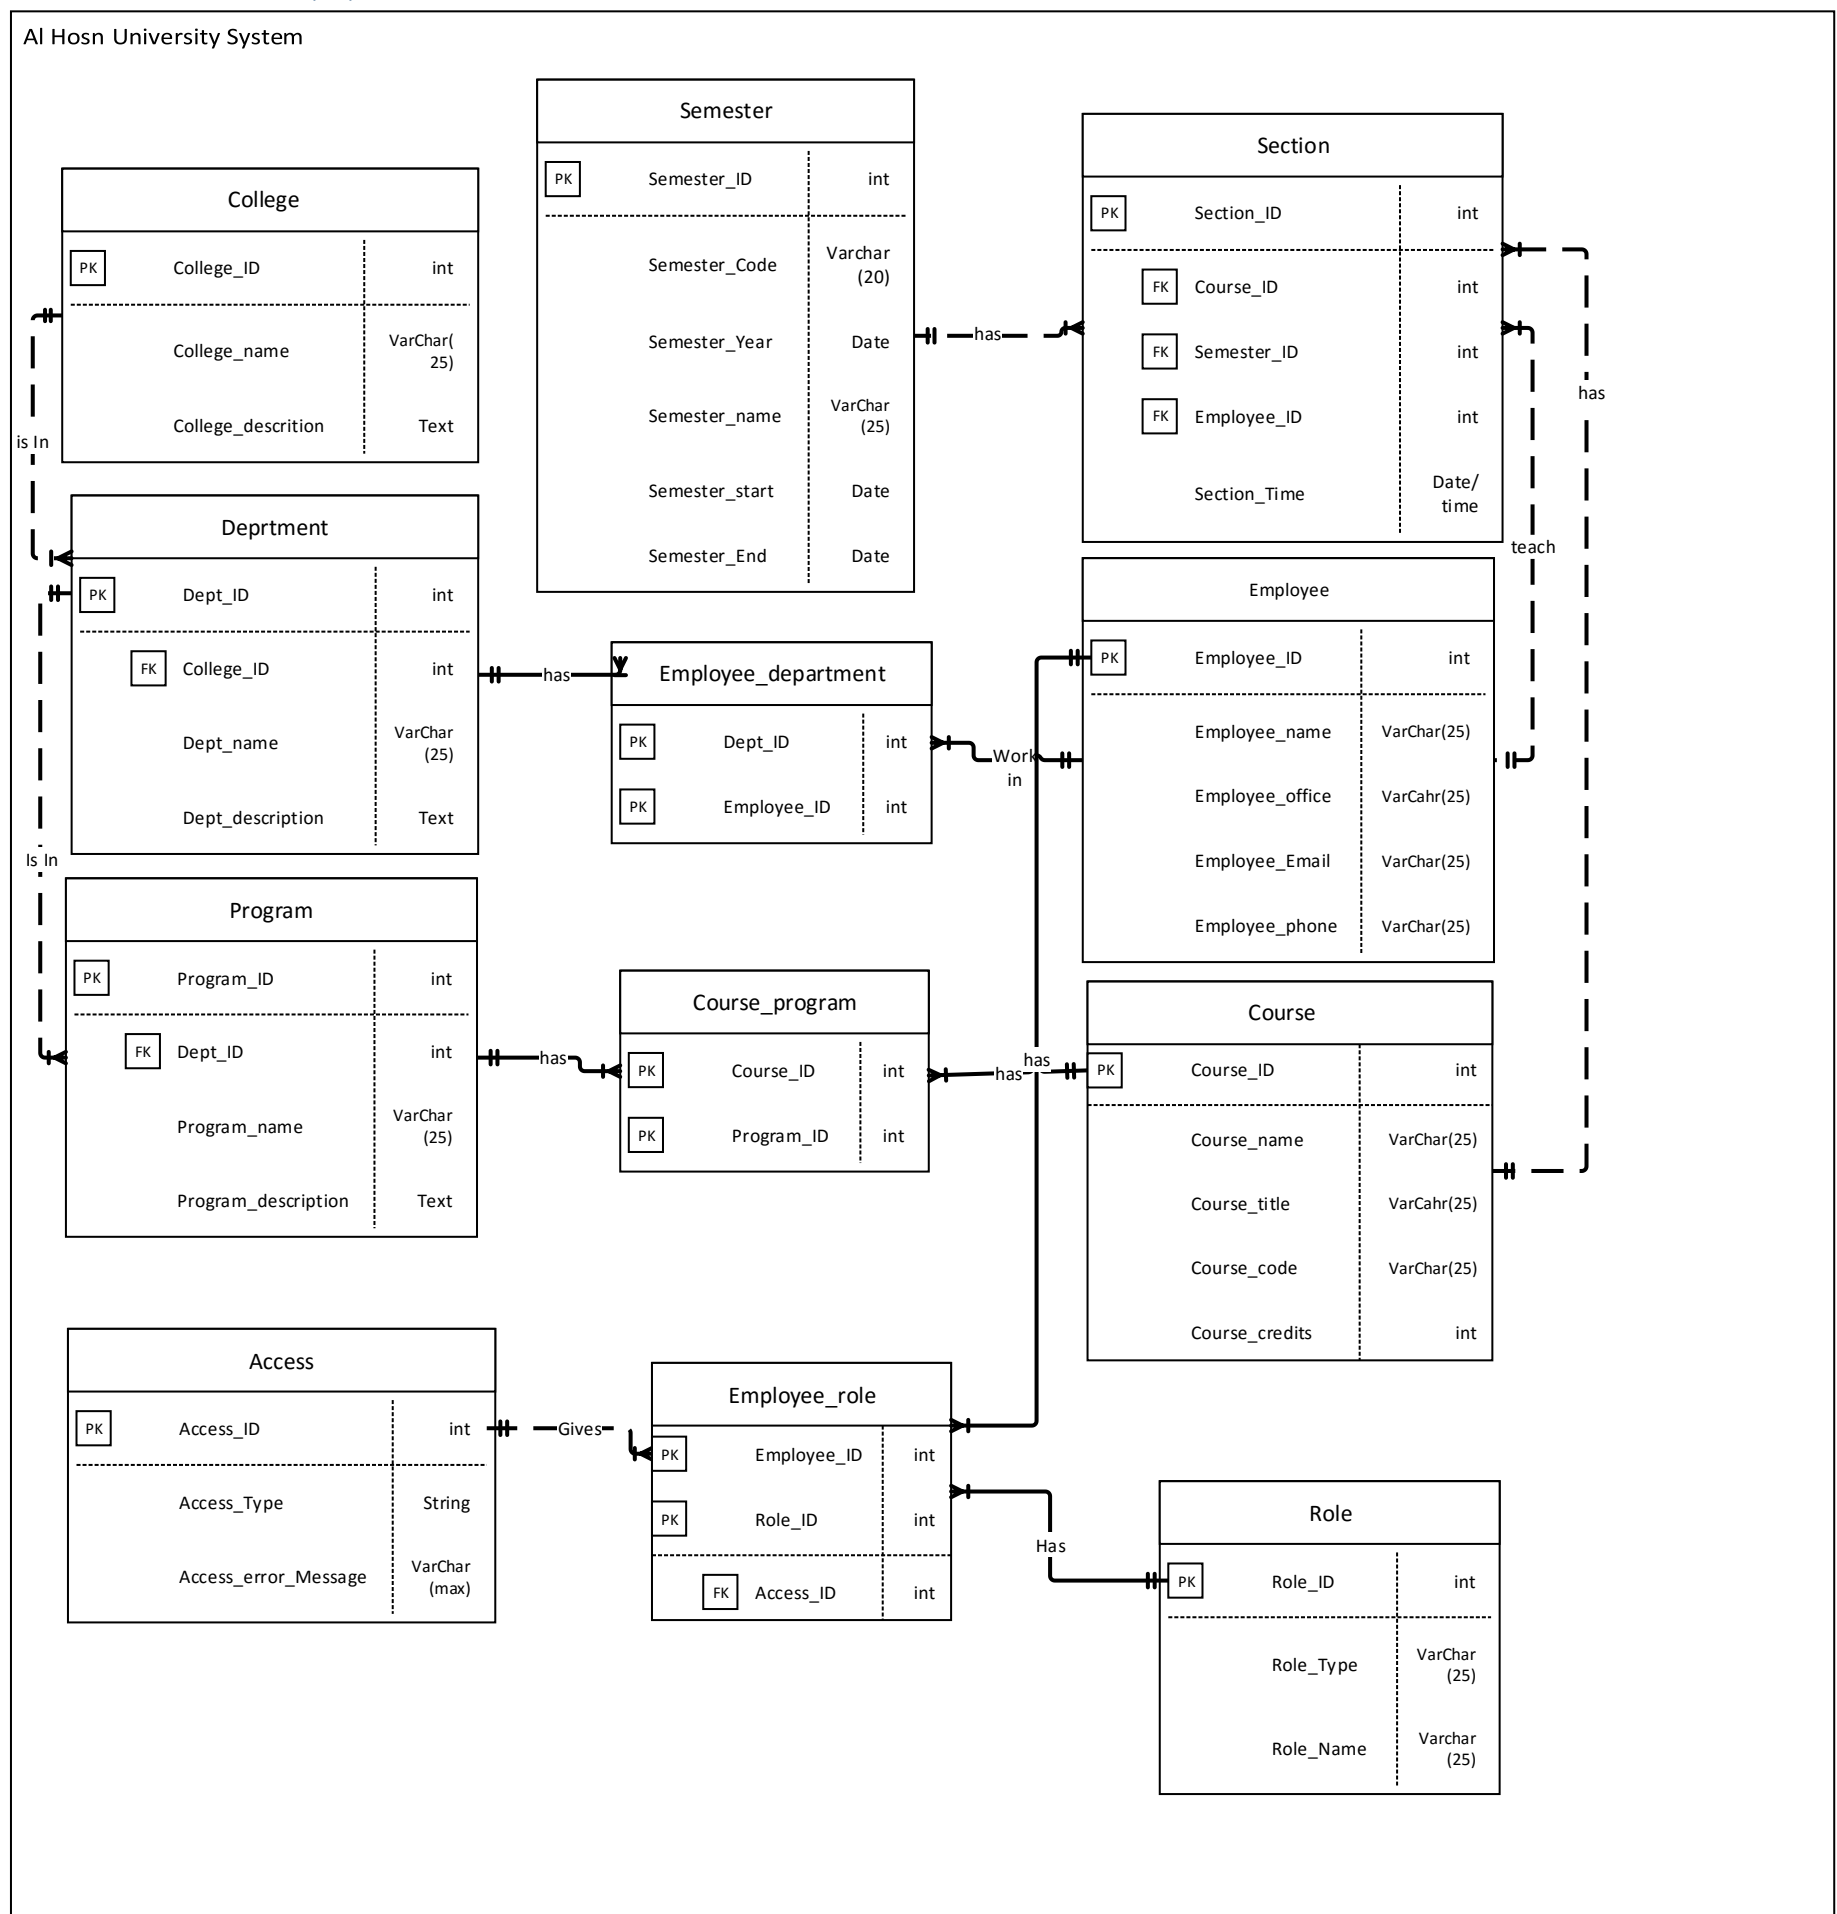 Al Hosn University System
Semester
PK Semester_ID int
Semester_Code Varchar
(20)
Semester_Year Date
Semester_name VarChar
(25)
Semester_start Date
Semester_End Date
has
Section
PK Section_ID int
FK Course_ID int
FK Semester_ID int
FK Employee_ID int
Section_Time Date/
time
has
teach
College
PK College_ID int
College_name VarChar(
25)
College_descrition Text
is In
Deprtment
PK Dept_ID int
FK College_ID int
Dept_name VarChar
(25)
Dept_description Text
has
Is In
Employee_department
PK Dept_ID int
PK Employee_ID int
Work
in
Employee
PK Employee_ID int
Employee_name VarChar(25)
Employee_office VarCahr(25)
Employee_Email VarChar(25)
Employee_phone VarChar(25)
Program
PK Program_ID int
FK Dept_ID int
Program_name VarChar
(25)
Program_description Text
has
Course_program
PK Course_ID int
PK Program_ID int
has
has
Course
PK Course_ID int
Course_name VarChar(25)
Course_title VarCahr(25)
Course_code VarChar(25)
Course_credits int
Access
PK Access_ID int
Access_Type String
Access_error_Message VarChar
(max)
Gives
Employee_role
PK Employee_ID int
PK Role_ID int
FK Access_ID int
Has
Role
PK Role_ID int
Role_Type VarChar
(25)
Role_Name Varchar
(25)